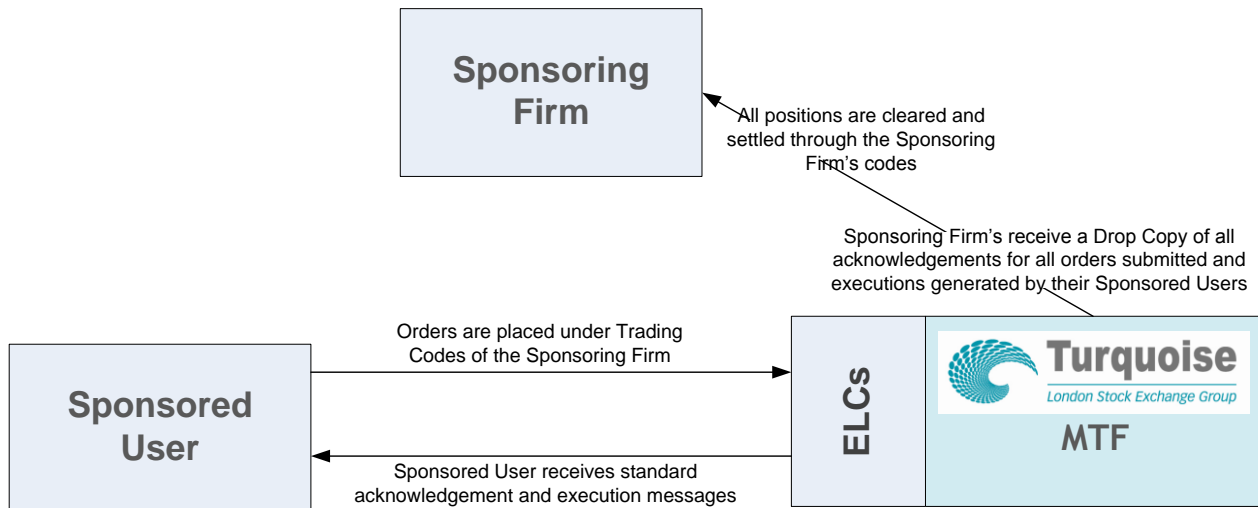 Sponsoring
Firm
All positions are cleared and
settled through the Sponsoring
Firm's codes
Sponsoring Firm's receive a Drop Copy of all
acknowledgements for all orders submitted and
executions generated by their Sponsored Users
Orders are placed under Trading
Codes of the Sponsoring Firm
Sponsored
User
ELCs
Turquoise
London Stock Exchange Group
MTF
Sponsored User receives standard
acknowledgement and execution messages